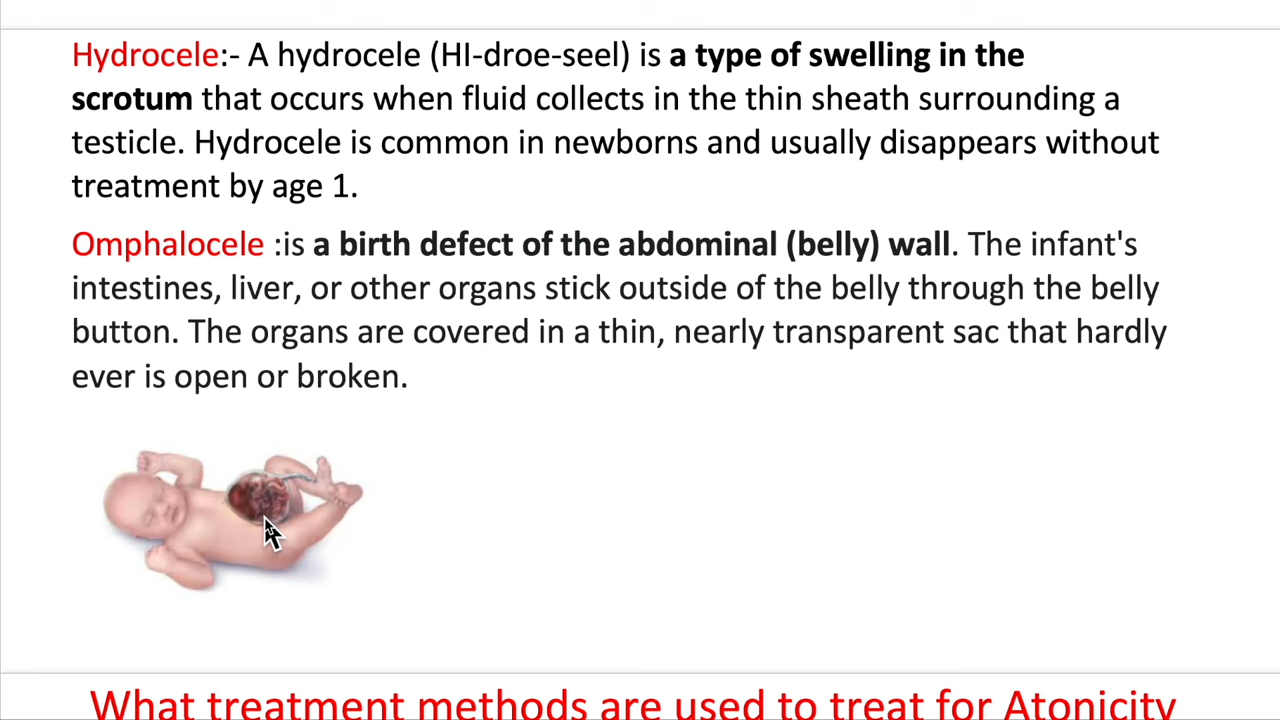 Hydrocele:- A hydrocele (HI-droe-seel) is a type of swelling in the
scrotum that occurs when fluid collects in the thin sheath surrounding a
testicle. Hydrocele is common in newborns and usually disappears without
treatment by age 1.
Omphalocele :is a birth defect of the abdominal (belly) wall. The infant's
intestines, liver, or other organs stick outside of the belly through the belly
button. The organs are covered in a thin, nearly transparent sac that hardly
ever is open or broken.
What treatment methods are used to treat for Atonicity